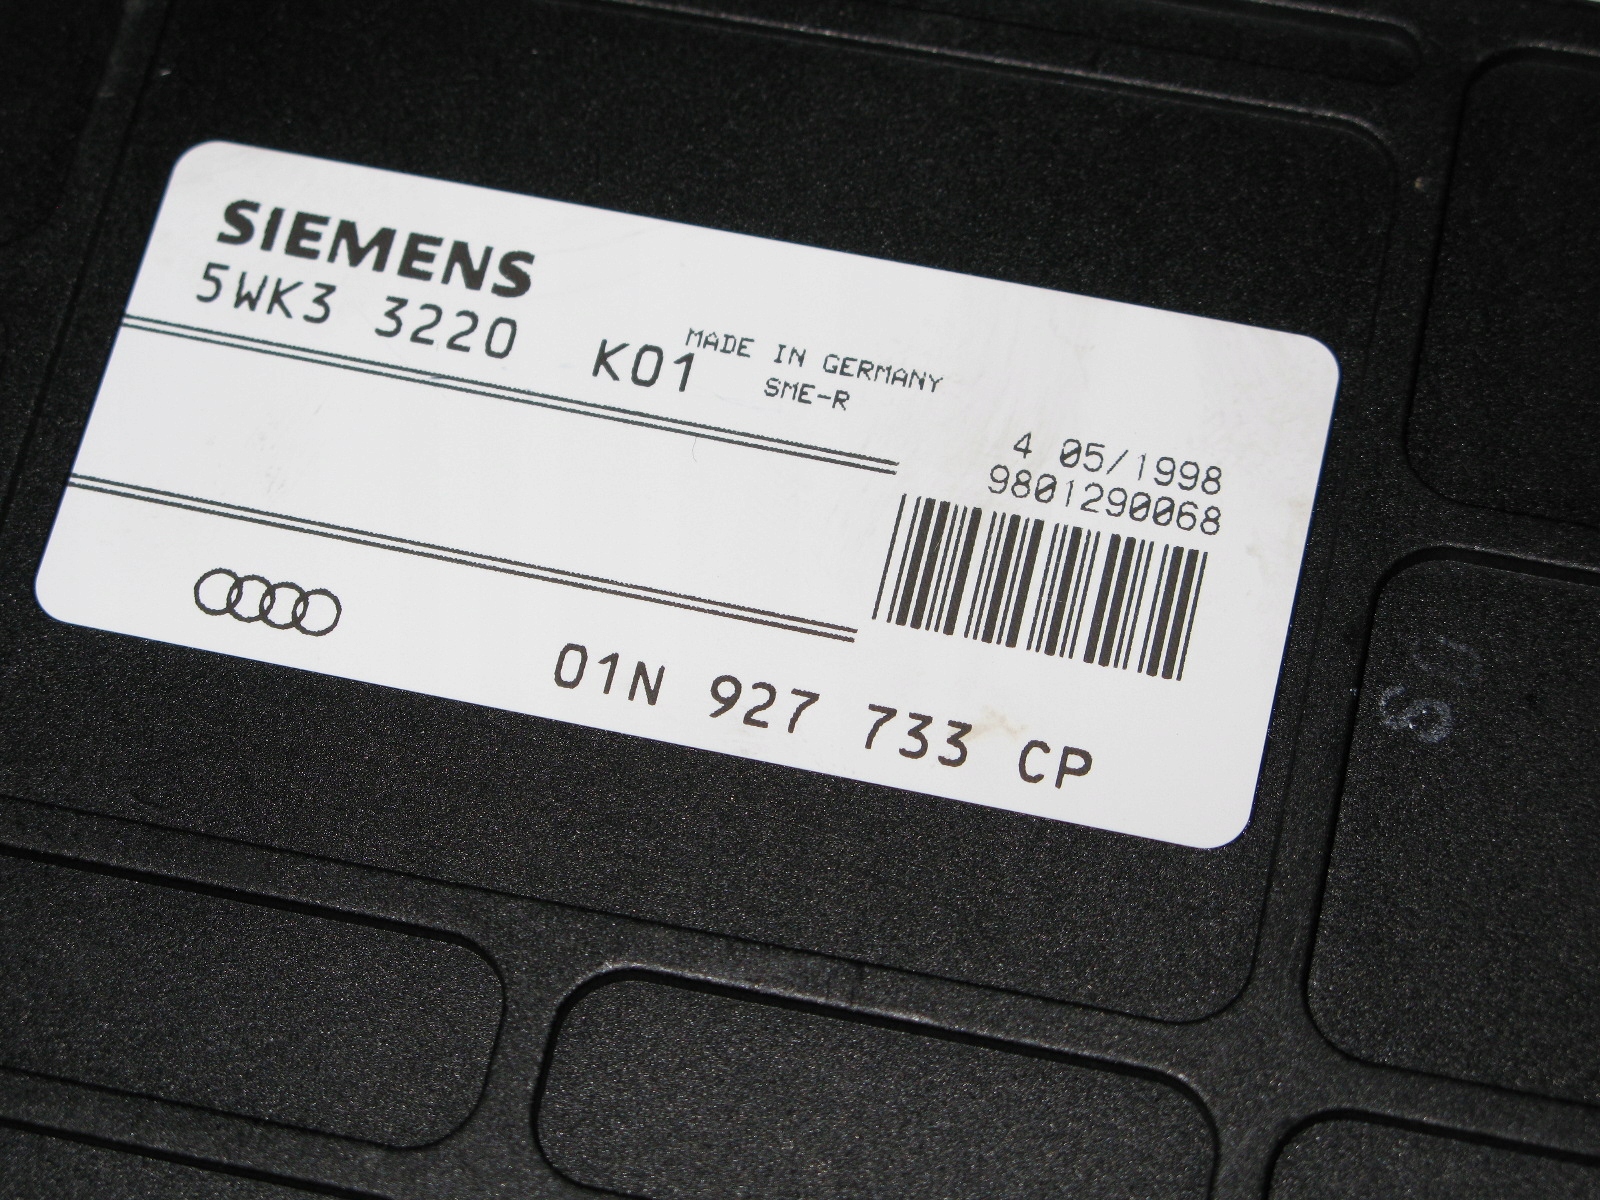 SIEMENS
5WK3 3220 K01
MADE IN GERMANY
SME-R
4 05/1998
9801290068
01N 927 733 CP